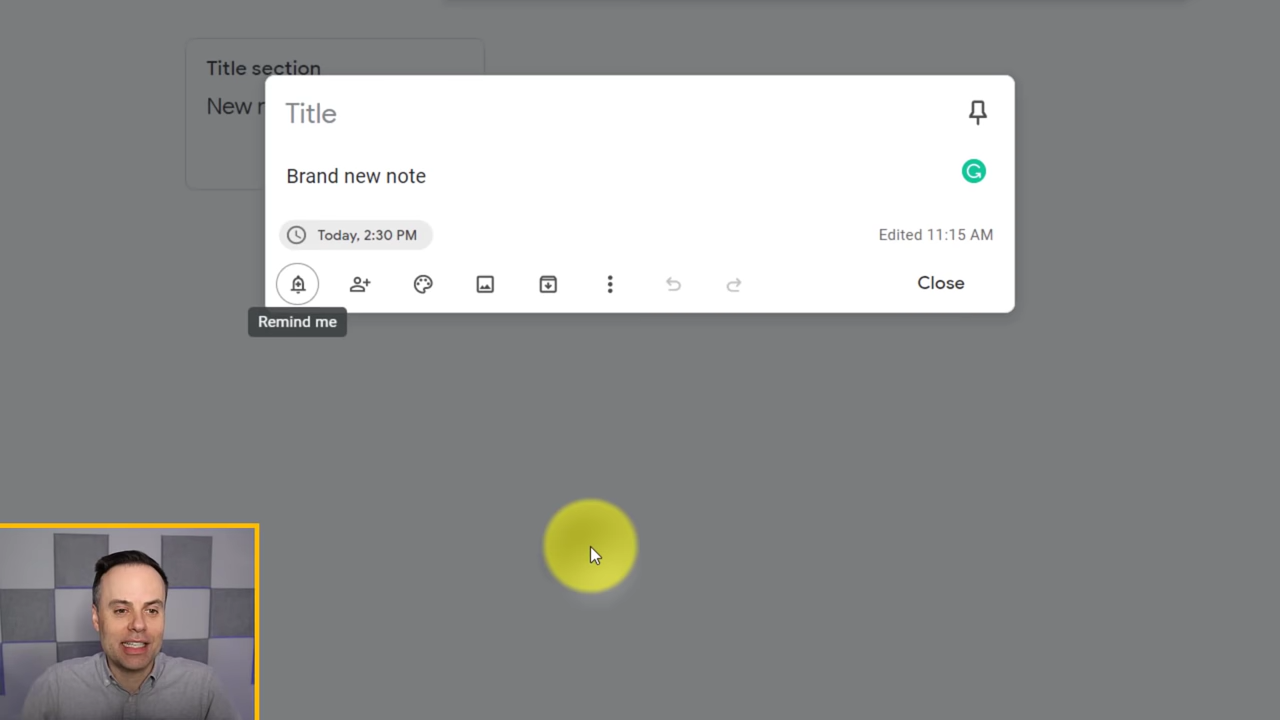 Title section
New r
Title
Brand new note
Today, 2:30 PM
Edited 11:15 AM
Close
Remind me